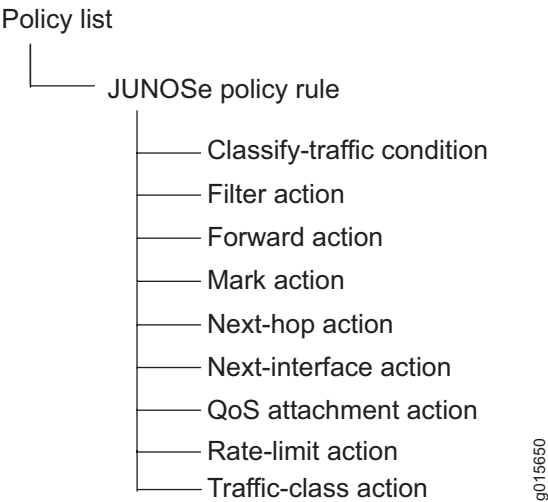 Policy list
JUNOSe policy rule
Classify-traffic condition
Filter action
Forward action
Mark action
Next-hop action
Next-interface action
QoS attachment action
Rate-limit action
Traffic-class action
g015650